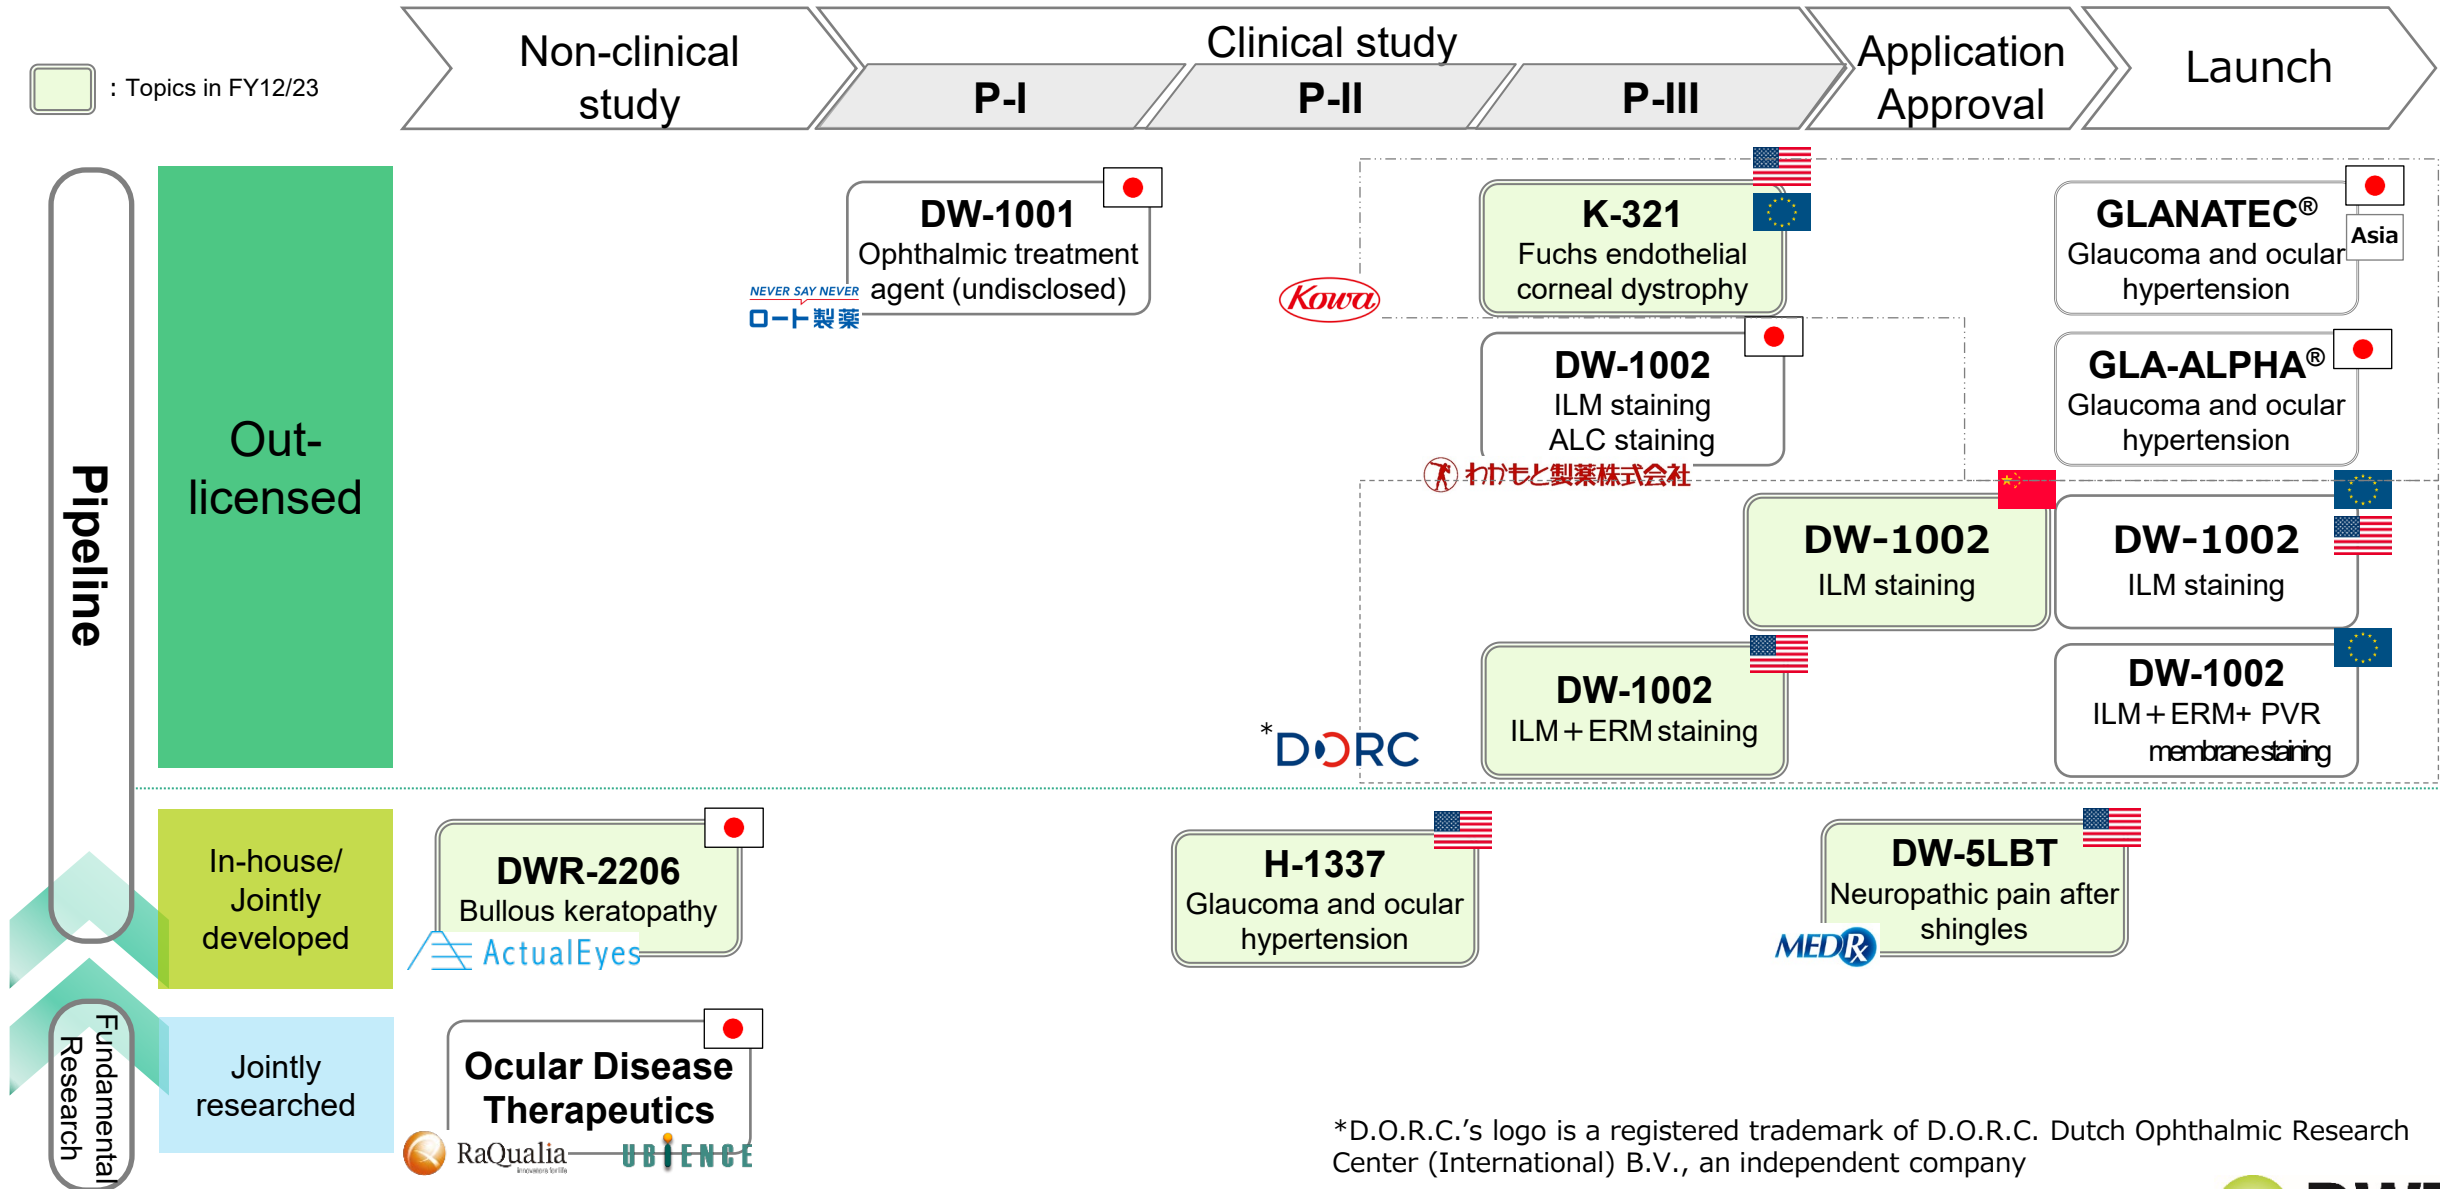 : Topics in FY12/23
Non-clinical
study
Clinical study
P-I
P-II
P-III
Application
Approval
Launch
Pipeline
Out-
licensed
DW-1001
Ophthalmic treatment
agent (undisclosed)
NEVER SAY NEVER
ロート製薬
Kowa
K-321
Fuchs endothelial
corneal dystrophy
GLANATEC®
Glaucoma and ocular
hypertension
Asia
DW-1002
ILM staining
ALC staining
わかもと製薬株式会社
GLA-ALPHA®
Glaucoma and ocular
hypertension
DW-1002
ILM staining
DW-1002
ILM staining
*DORC
DW-1002
ILM+ERM staining
DW-1002
ILM+ERM+ PVR
membrane staining
In-house/
Jointly
developed
DWR-2206
Bullous keratopathy
ActualEyes
H-1337
Glaucoma and ocular
hypertension
DW-5LBT
Neuropathic pain after
shingles
MEDRx
Fundamental
Research
Jointly
researched
Ocular Disease
Therapeutics
RaQualia
innovators for life
UBIENCE
*D.O.R.C.'s logo is a registered trademark of D.O.R.C. Dutch Ophthalmic Research
Center (International) B.V., an independent company